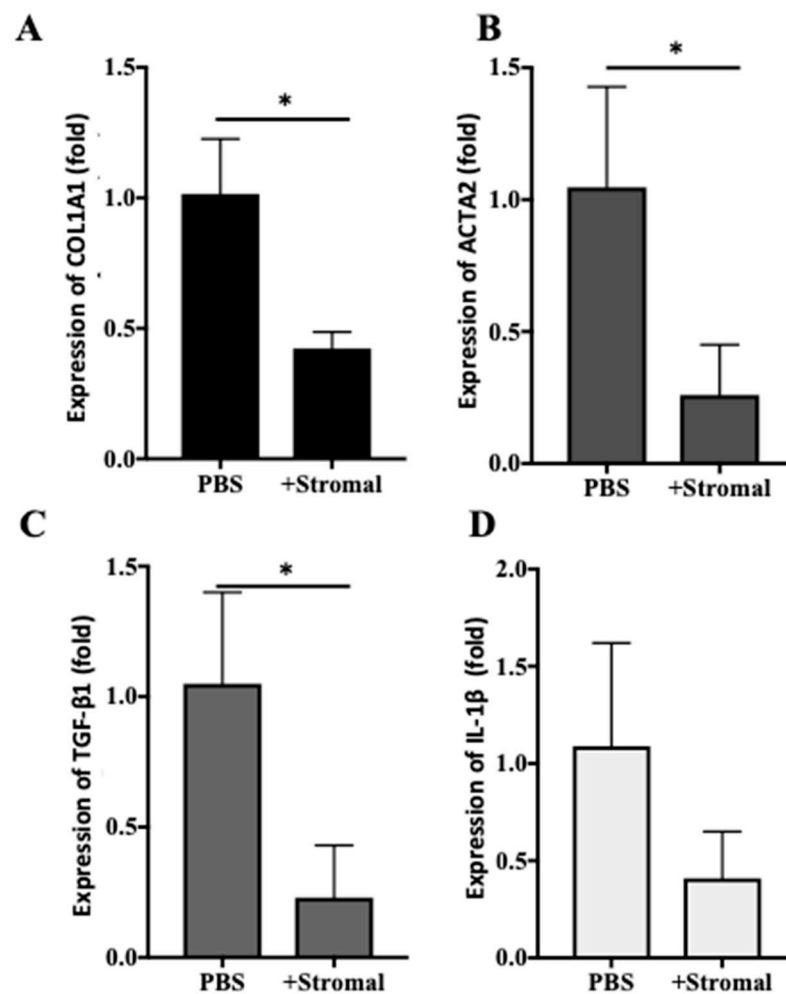 A
Expression of COL1A1 (fold)
1.5
1.0
0.5
0.0
*
PBS +Stromal
B
Expression of ACTA2 (fold)
1.5
1.0
0.5
0.0
*
PBS +Stromal
C
Expression of TGF-β1 (fold)
1.5
1.0
0.5
0.0
*
PBS +Stromal
D
Expression of IL-1β (fold)
2.0
1.5
1.0
0.5
0.0
PBS +Stromal